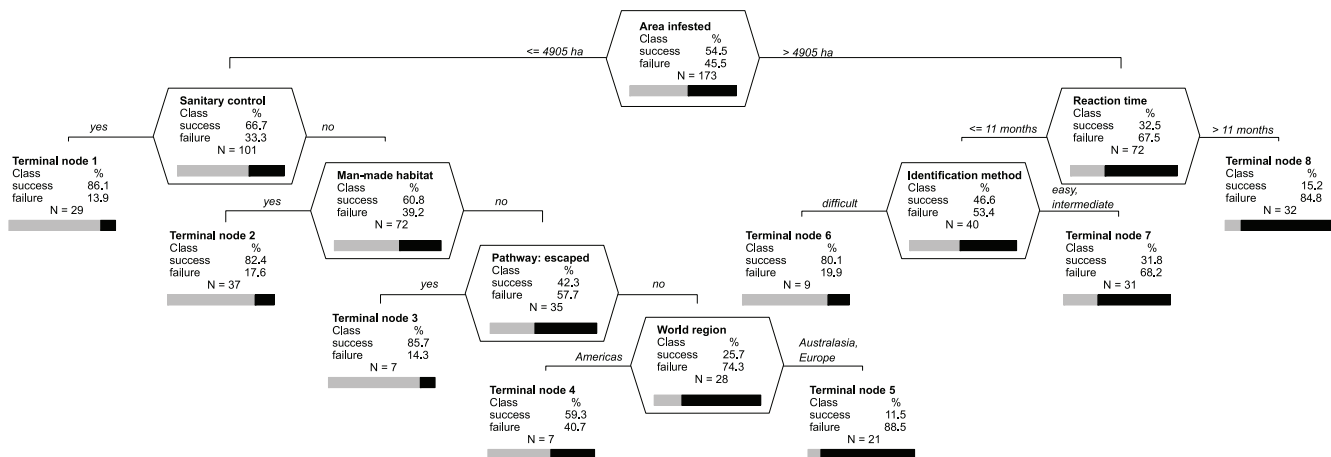 Area infested
Class %
success 54.5
failure 45.5
N = 173
<= 4905 ha
> 4905 ha
Sanitary control
Class %
success 66.7
failure 33.3
N = 101
yes
no
Reaction time
Class %
success 32.5
failure 67.5
N = 72
<= 11 months
> 11 months
Terminal node 1
Class %
success 86.1
failure 13.9
N = 29
Man-made habitat
Class %
success 60.8
failure 39.2
N = 72
yes
no
Identification method
Class %
success 46.6
failure 53.4
N = 40
difficult
easy,
intermediate
Terminal node 8
Class %
success 15.2
failure 84.8
N = 32
Terminal node 2
Class %
success 82.4
failure 17.6
N = 37
Pathway: escaped
Class %
success 42.3
failure 57.7
N = 35
yes
no
Terminal node 6
Class %
success 80.1
failure 19.9
N = 9
Terminal node 7
Class %
success 31.8
failure 68.2
N = 31
Terminal node 3
Class %
success 85.7
failure 14.3
N = 7
World region
Class %
success 25.7
failure 74.3
N = 28
Americas
Australasia,
Europe
Terminal node 4
Class %
success 59.3
failure 40.7
N = 7
Terminal node 5
Class %
success 11.5
failure 88.5
N = 21